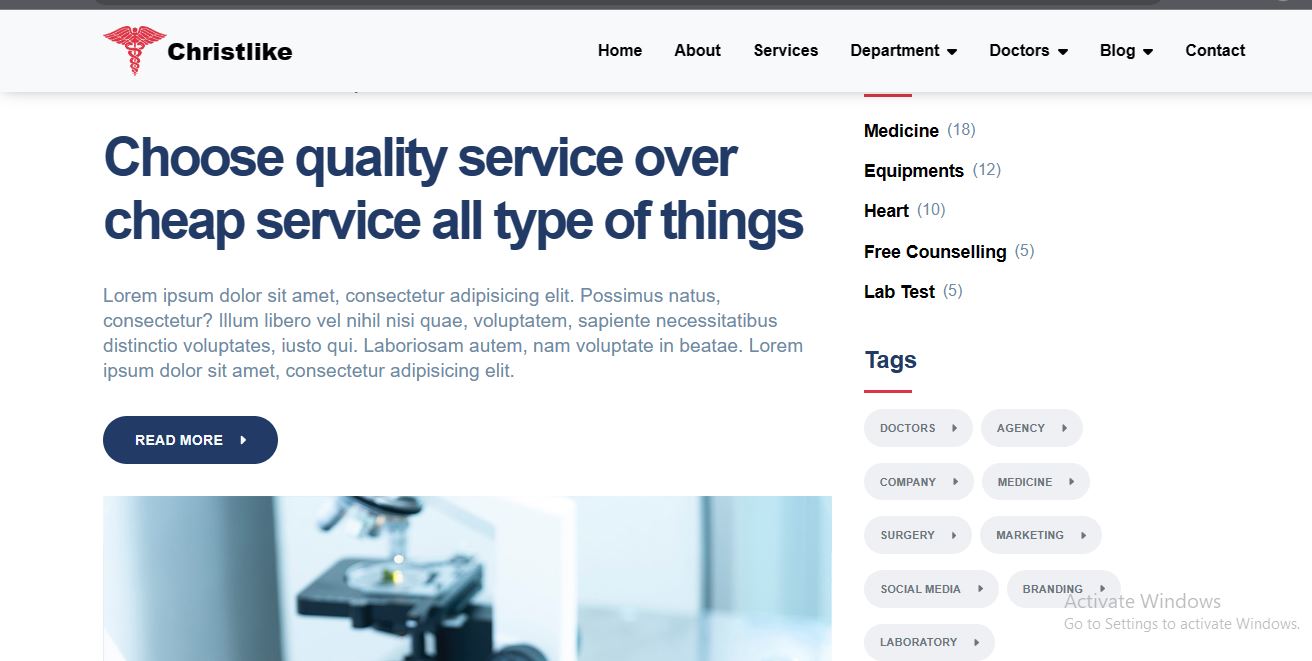 Christlike
Home About Services Department Doctors Blog Contact
Choose quality service over
cheap service all type of things
Lorem ipsum dolor sit amet, consectetur adipisicing elit. Possimus natus,
consectetur? Illum libero vel nihil nisi quae, voluptatem, sapiente necessitatibus
distinctio voluptates, iusto qui. Laboriosam autem, nam voluptate in beatae. Lorem
ipsum dolor sit amet, consectetur adipisicing elit.
READ MORE
Medicine (18)
Equipments (12)
Heart (10)
Free Counselling (5)
Lab Test (5)
Tags
DOCTORS AGENCY
COMPANY MEDICINE
SURGERY MARKETING
SOCIAL MEDIA BRANDING
LABORATORY
Activate Windows
Go to Settings to activate Windows.